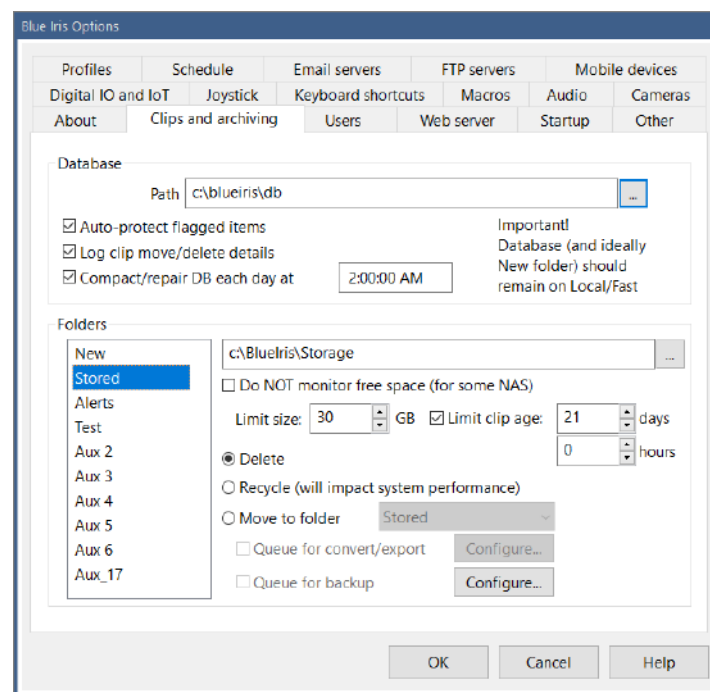 Blue Iris Options
Profiles Schedule Email servers FTP servers Mobile devices
Digital IO and IoT Joystick Keyboard shortcuts Macros Audio Cameras
About Clips and archiving Users Web server Startup Other
Database
Path c:\blueiris\db ...
Auto-protect flagged items
Log clip move/delete details
Compact/repair DB each day at 2:00:00 AM
Important!
Database (and ideally
New folder) should
remain on Local/Fast
Folders
New
Stored
Alerts
Test
Aux 2
Aux 3
Aux 4
Aux 5
Aux 6
Aux_17
c:\BlueIris\Storage ...
Do NOT monitor free space (for some NAS)
Limit size: 30 GB Limit clip age: 21 days
0 hours
Delete
Recycle (will impact system performance)
Move to folder Stored
Queue for convert/export Configure...
Queue for backup Configure...
OK Cancel Help